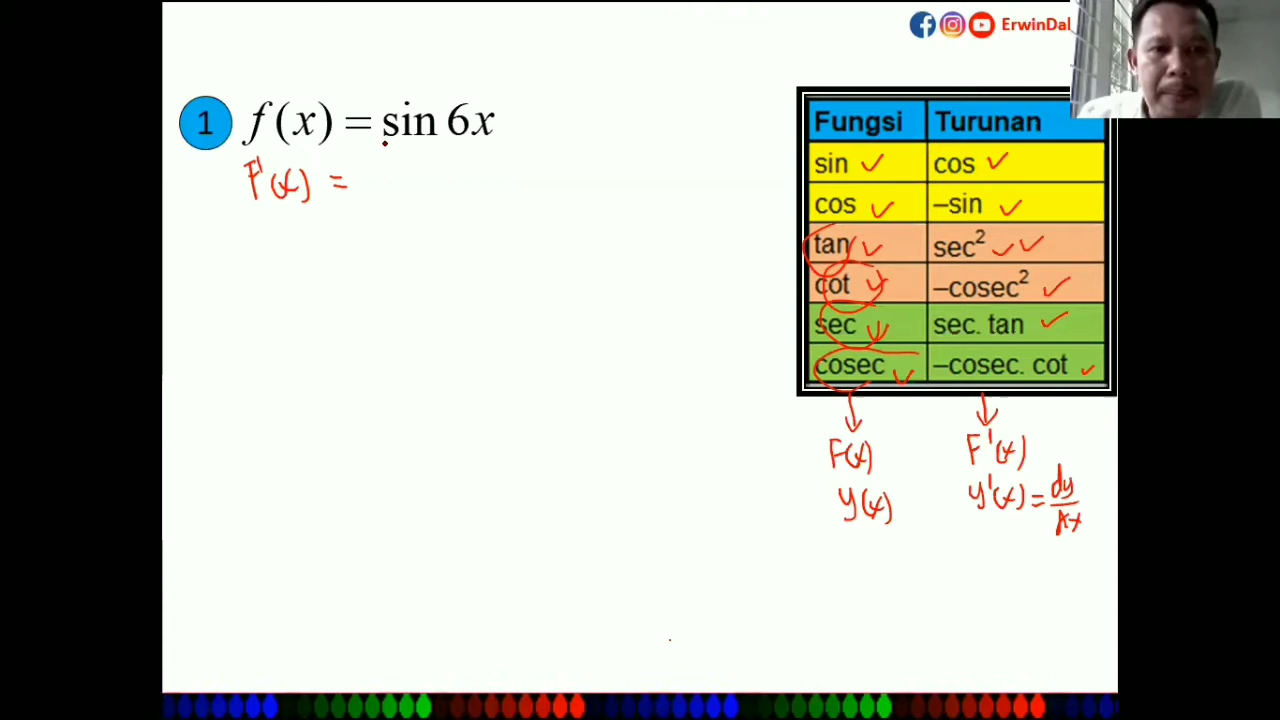 ErwinDal
1 f(x) = sin 6x
F'(x) =
Fungsi Turunan
sin ✓ cos ✓
cos ✓ –sin ✓
tan ✓ sec² ✓✓
cot ✓ –cosec² ✓
sec ✓ sec. tan ✓
cosec ✓ –cosec. cot ✓
F(x) F'(x)
y(x) y'(x) = dy/dx